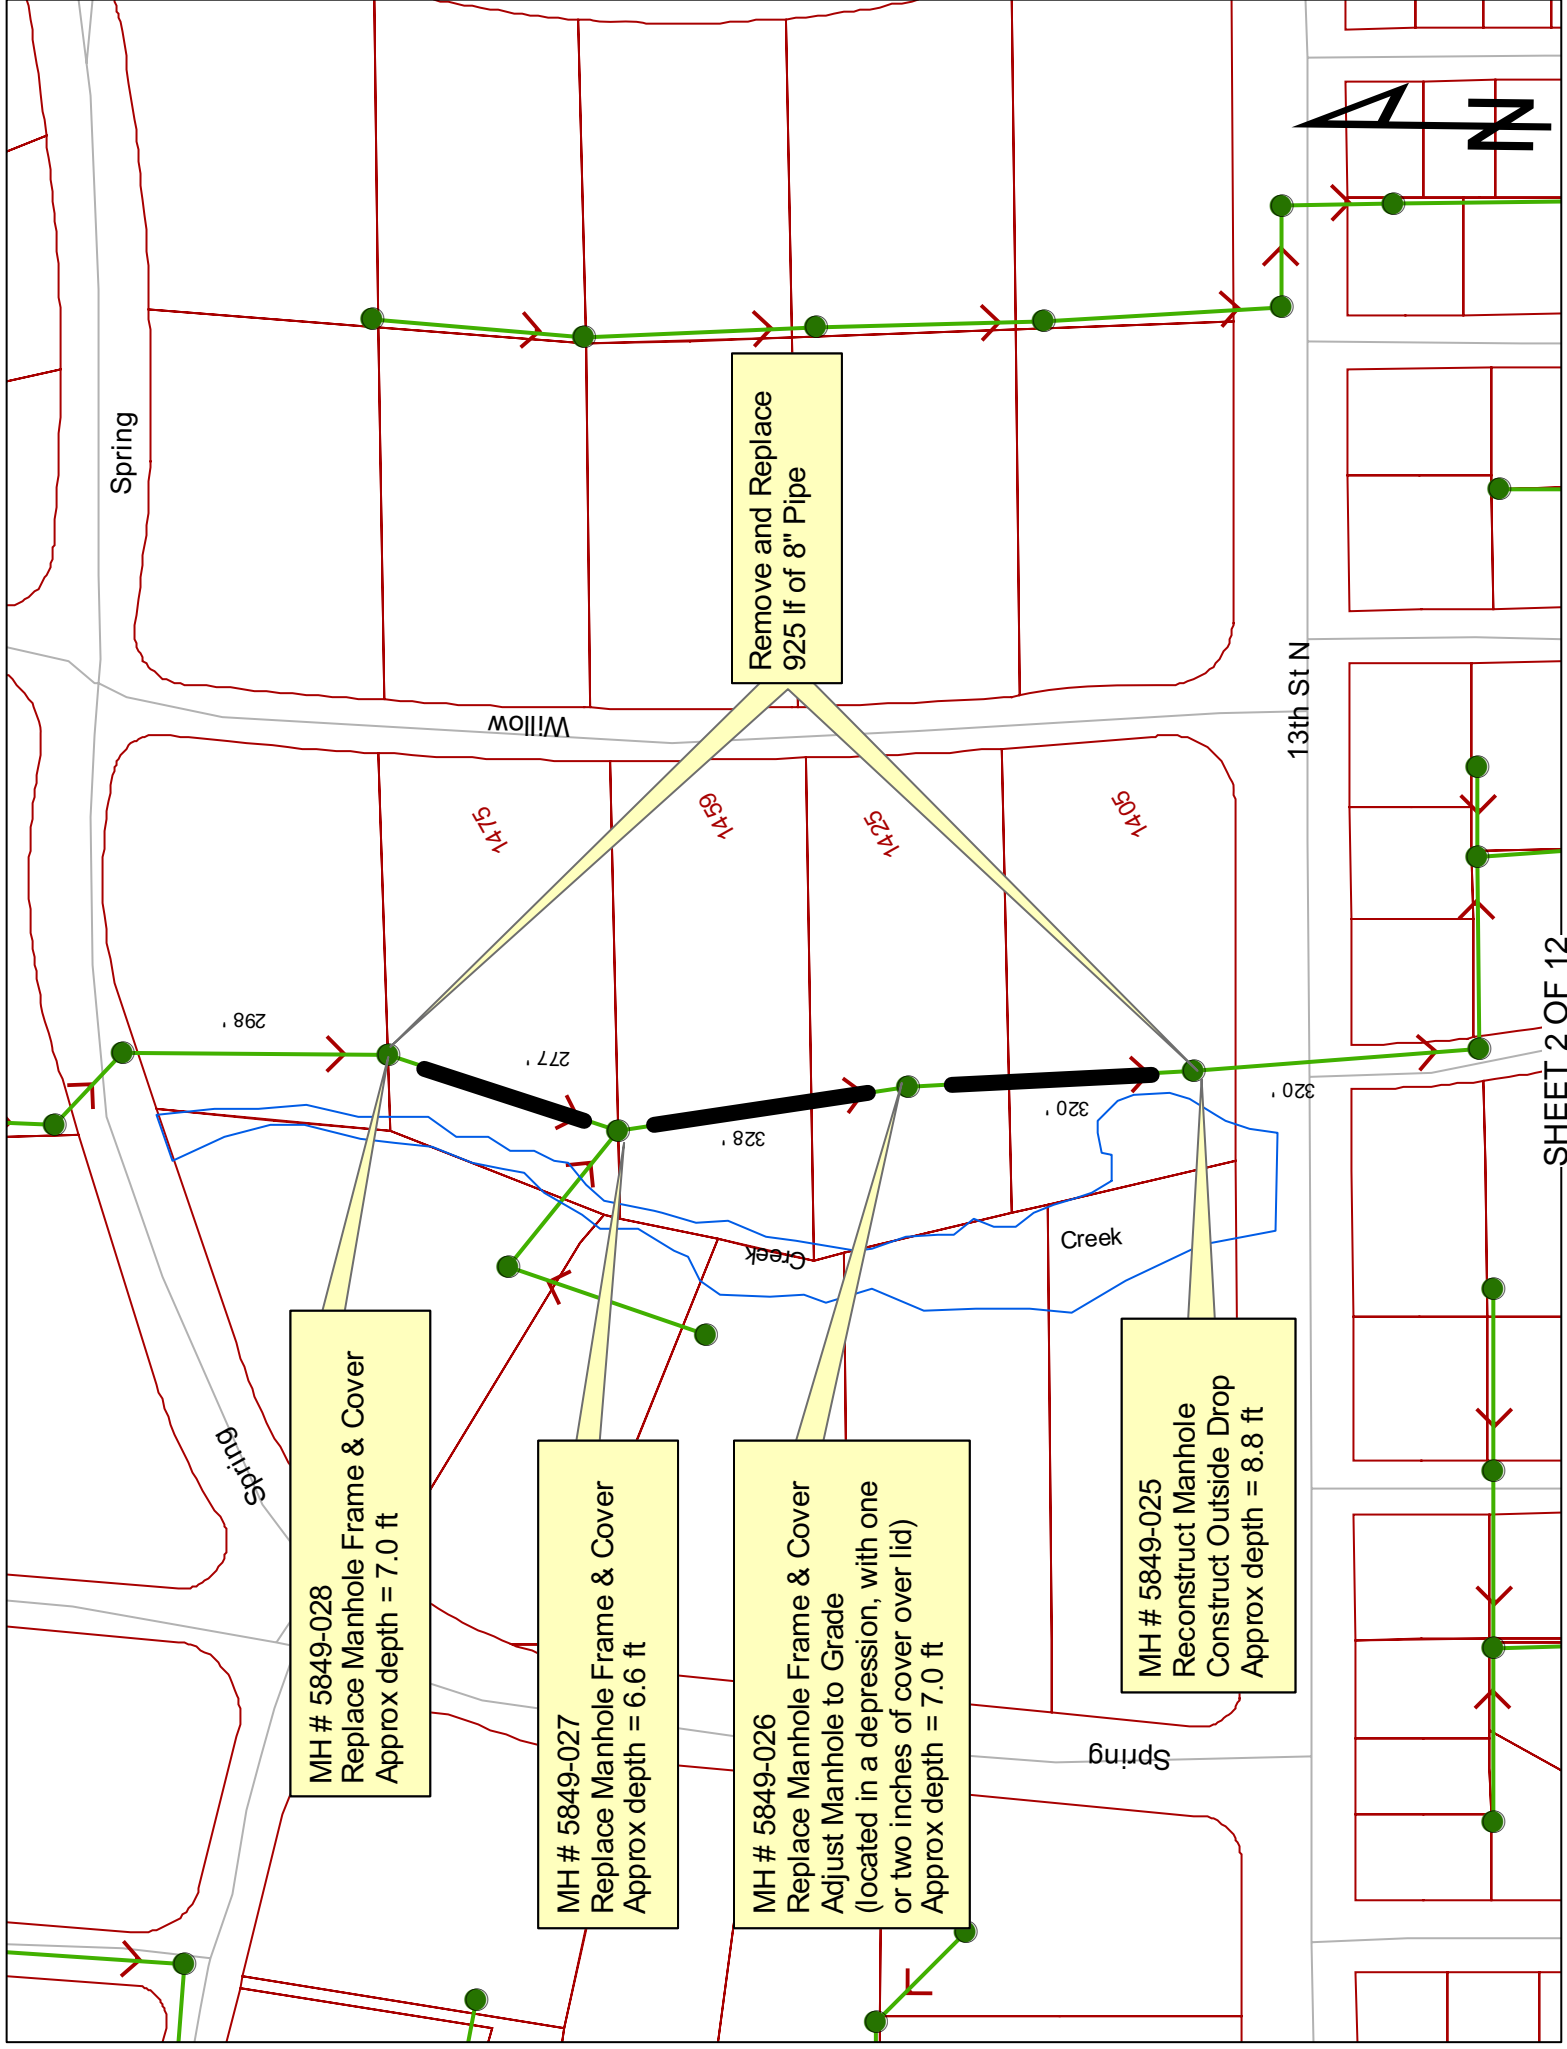 MH # 5849-028
Replace Manhole Frame & Cover
Approx depth = 7.0 ft
MH # 5849-027
Replace Manhole Frame & Cover
Approx depth = 6.6 ft
MH # 5849-026
Replace Manhole Frame & Cover
Adjust Manhole to Grade
(located in a depression, with one
or two inches of cover over lid)
Approx depth = 7.0 ft
MH # 5849-025
Reconstruct Manhole
Construct Outside Drop
Approx depth = 8.8 ft
Remove and Replace
925 lf of 8" Pipe
Spring
Spring
Spring
Creek
Creek
Willow
13th St N
298 '
277 '
328 '
320 '
320 '
1475
1459
1425
1405
N
SHEET 2 OF 12